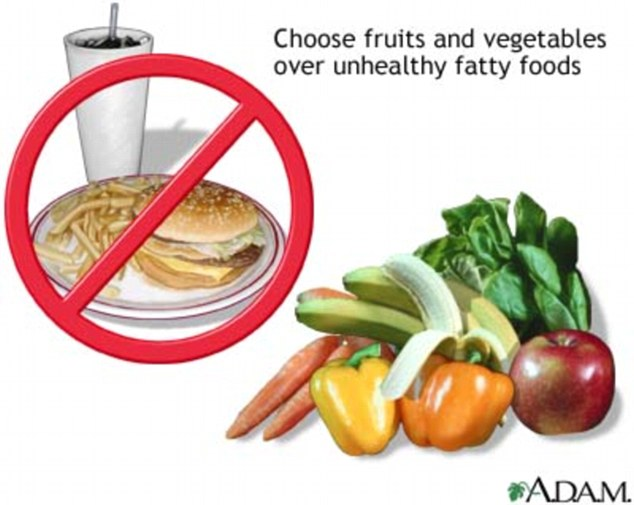 Choose fruits and vegetables
over unhealthy fatty foods
A.D.A.M.